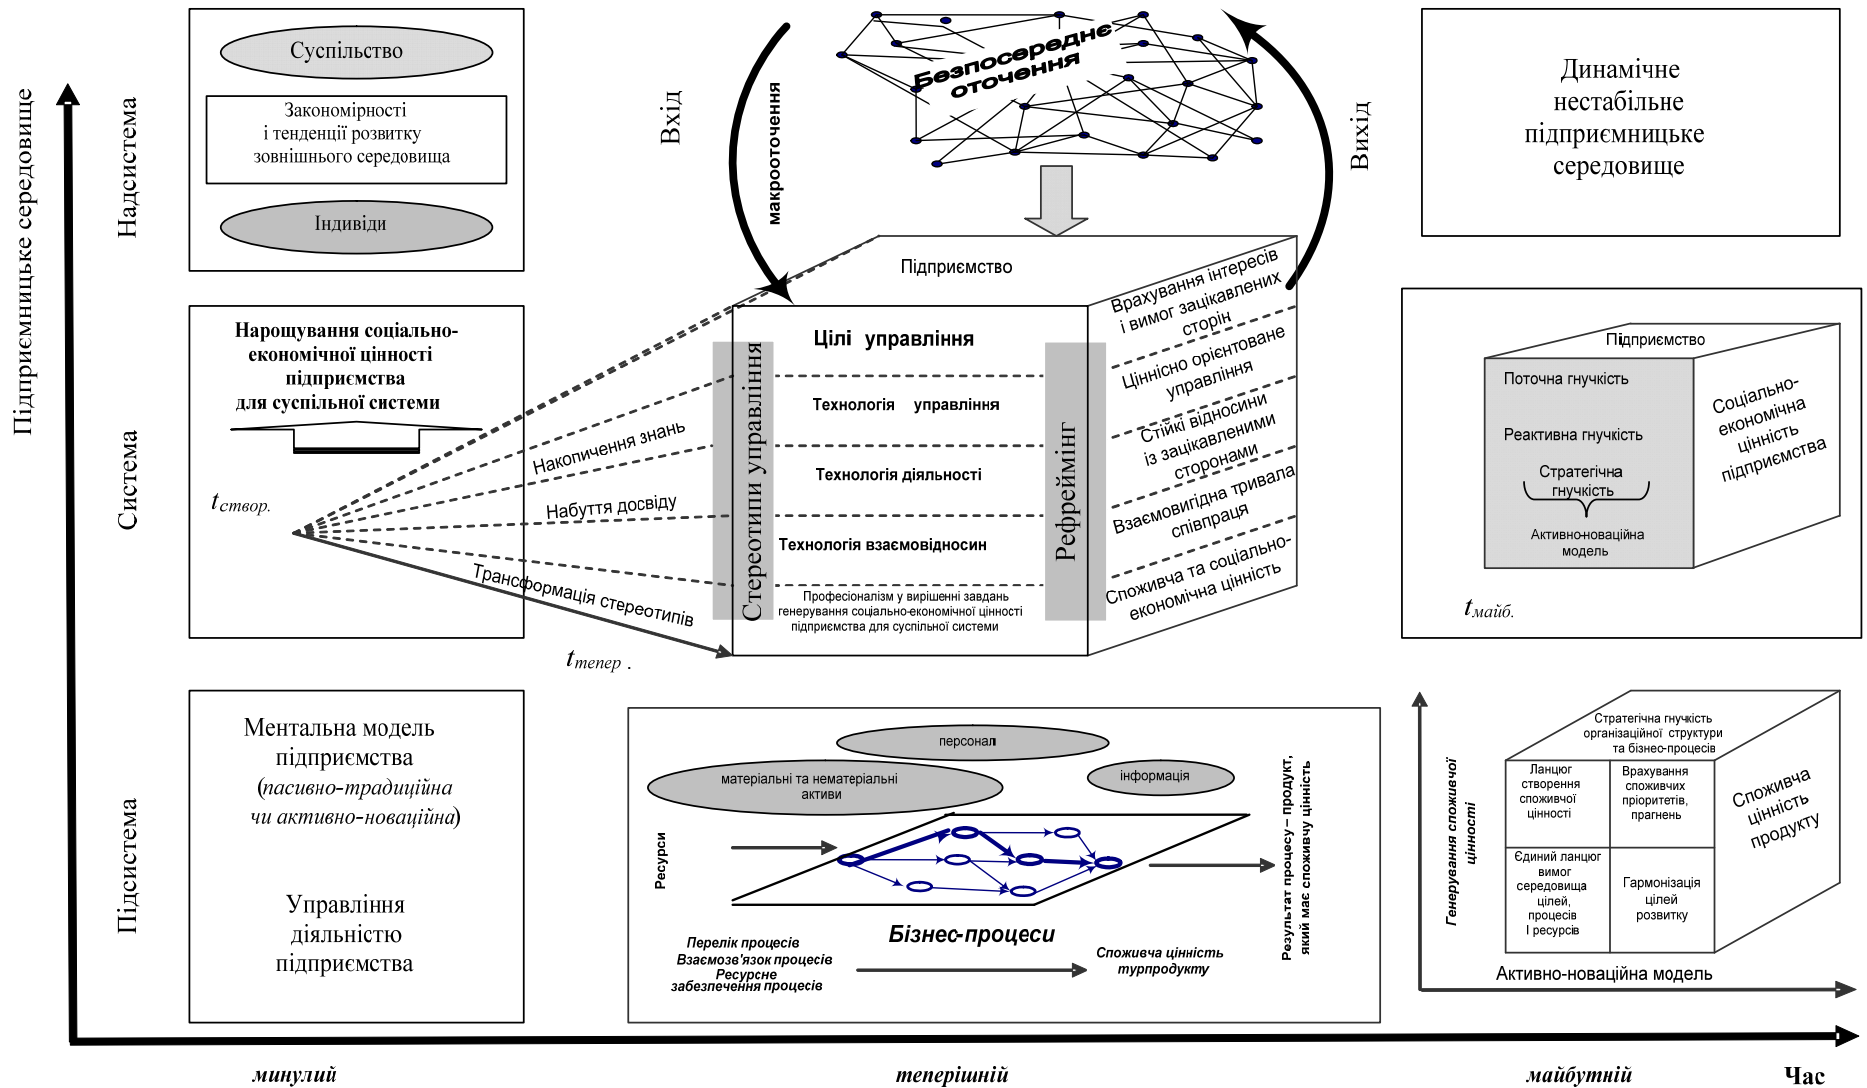 Підприємницьке середовище
Надсистема
Система
Підсистема
Суспільство
Закономірності
і тенденції розвитку
зовнішнього середовища
Індивіди
Вхід
макрооточення
Безпосереднє
оточення
Вихід
Динамічне
нестабільне
підприємницьке
середовище
Нарощування соціально-
економічної цінності
підприємства
для суспільної системи
t створ.
Накопичення знань
Набуття досвіду
Трансформація стереотипів
t тепер .
Підприємство
Стереотипи управління
Цілі управління
Технологія управління
Технологія діяльності
Технологія взаємовідносин
Професіоналізм у вирішенні завдань
генерування соціально-економічної цінності
підприємства для суспільної системи
Рефреймінг
Врахування інтересів
і вимог зацікавлених
сторін
Ціннісно орієнтоване
управління
Стійкі відносини
із зацікавленими
сторонами
Взаємовигідна тривала
співпраця
Споживча та соціально-
економічна цінність
Підприємство
Поточна гнучкість
Реактивна гнучкість
Стратегічна
гнучкість
Активно-новаційна
модель
Соціально-
економічна
цінність
підприємства
t майб.
Ментальна модель
підприємства
(пасивно-традиційна
чи активно-новаційна)
Управління
діяльністю
підприємства
персонал
матеріальні та нематеріальні
активи
інформація
Ресурси
Результат процесу – продукт,
який має споживчу цінність
Бізнес-процеси
Перелік процесів
Взаємозв'язок процесів
Ресурсне
забезпечення процесів
Споживча цінність
турпродукту
Генерування споживчої
цінності
Стратегічна гнучкість
організаційної структури
та бізнес-процесів
Ланцюг
створення
споживчої
цінності
Врахування
споживчих
пріоритетів,
прагнень
Єдиний ланцюг
вимог
середовища
цілей,
процесів
І ресурсів
Гармонізація
цілей
розвитку
Споживча
цінність
продукту
Активно-новаційна модель
минулий
теперішній
майбутній
Час